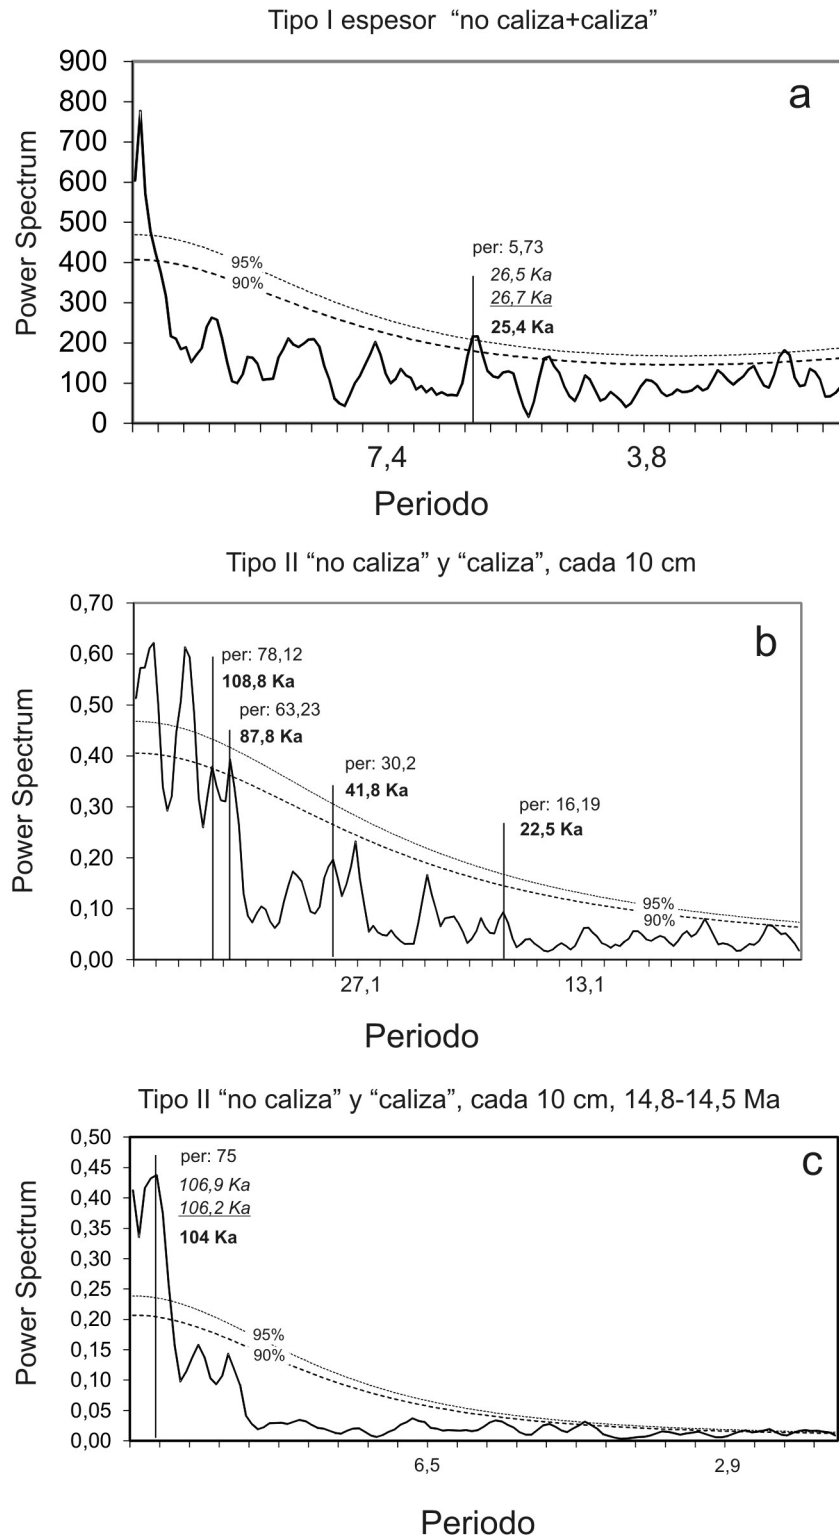 Tipo I espesor “no caliza+caliza”
a
Power Spectrum
900
800
700
600
500
400
300
200
100
0
95%
90%
per: 5,73
26,5 Ka
26,7 Ka
25,4 Ka
7,4
3,8
Periodo
Tipo II “no caliza” y “caliza”, cada 10 cm
b
Power Spectrum
0,70
0,60
0,50
0,40
0,30
0,20
0,10
0,00
per: 78,12
108,8 Ka
per: 63,23
87,8 Ka
per: 30,2
41,8 Ka
per: 16,19
22,5 Ka
95%
90%
27,1
13,1
Periodo
Tipo II “no caliza” y “caliza”, cada 10 cm, 14,8-14,5 Ma
c
Power Spectrum
0,50
0,45
0,40
0,35
0,30
0,25
0,20
0,15
0,10
0,05
0,00
per: 75
106,9 Ka
106,2 Ka
104 Ka
95%
90%
6,5
2,9
Periodo